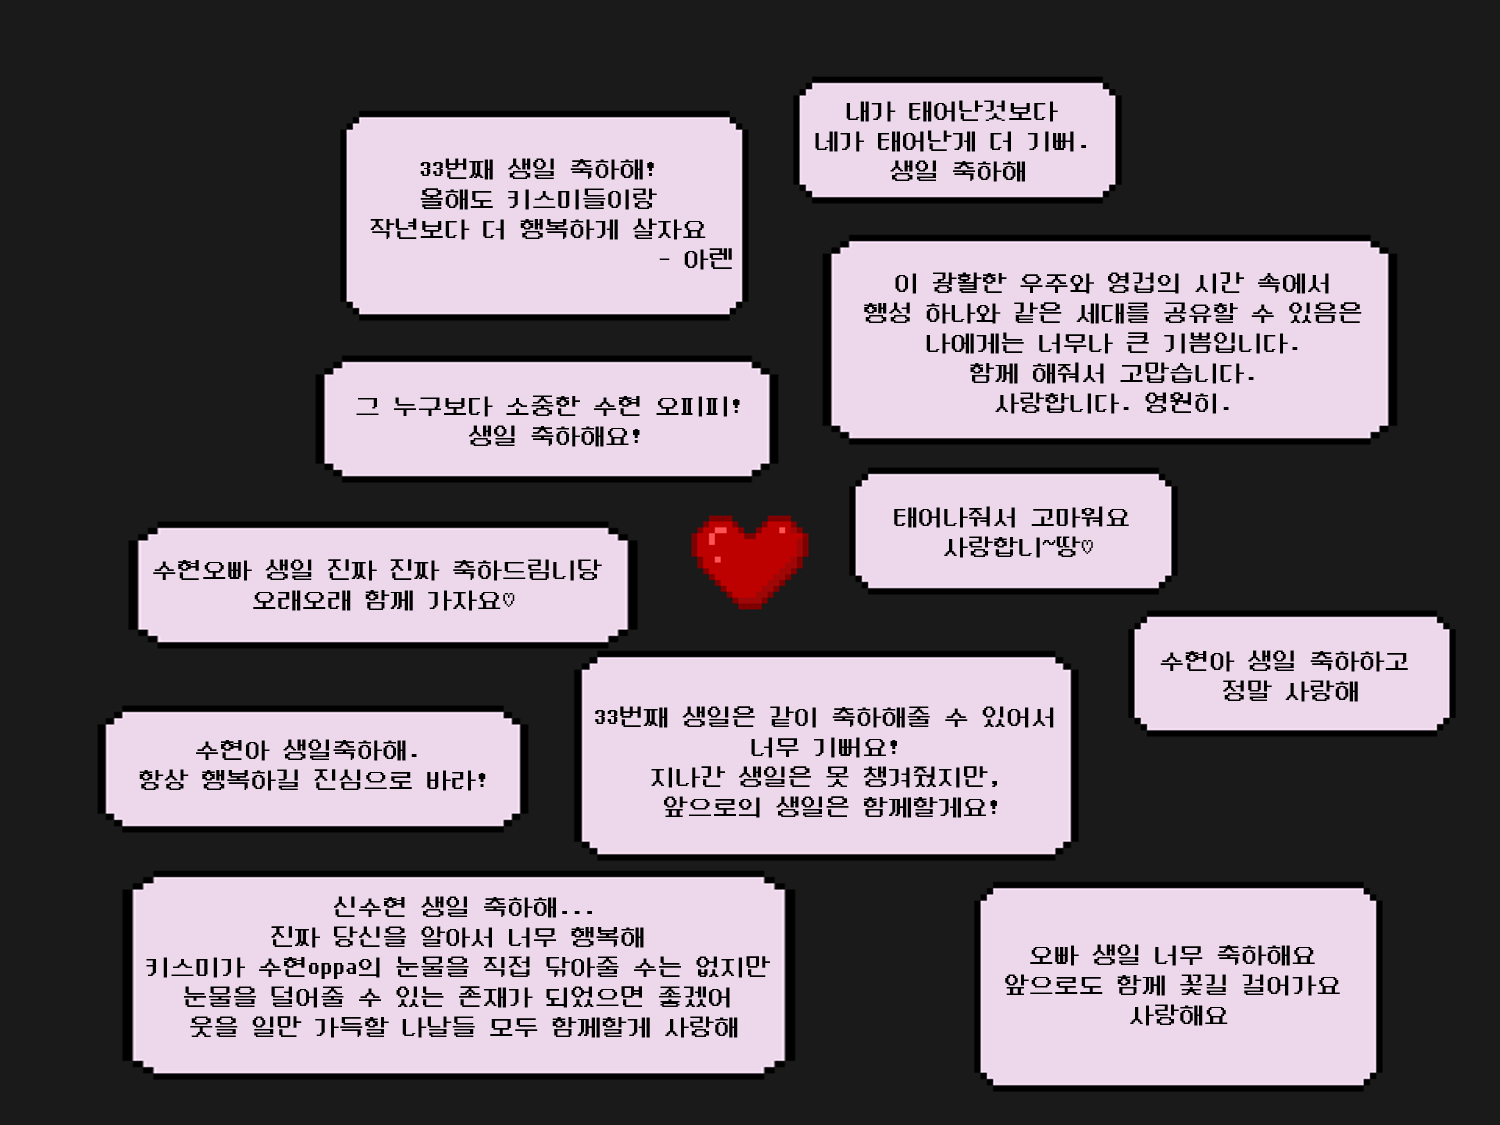 33번째 생일 축하해!
올해도 키스미들이랑
작년보다 더 행복하게 살자요
- 아렌
내가 태어난것보다
네가 태어난게 더 기뻐.
생일 축하해
이 광활한 우주와 영겁의 시간 속에서
행성 하나와 같은 세대를 공유할 수 있음은
나에게는 너무나 큰 기쁨입니다.
함께 해줘서 고맙습니다.
사랑합니다. 영원히.
그 누구보다 소중한 수현 오피피!
생일 축하해요!
태어나줘서 고마워요
사랑합니~땅♡
수현오빠 생일 진짜 진짜 축하드림니당
오래오래 함께 가자요♡
수현아 생일 축하하고
정말 사랑해
33번째 생일은 같이 축하해줄 수 있어서
너무 기뻐요!
지나간 생일은 못 챙겨줬지만,
앞으로의 생일은 함께할게요!
수현아 생일축하해.
항상 행복하길 진심으로 바라!
신수현 생일 축하해...
진짜 당신을 알아서 너무 행복해
키스미가 수현oppa의 눈물을 직접 닦아줄 수는 없지만
눈물을 덜어줄 수 있는 존재가 되었으면 좋겠어
웃을 일만 가득할 나날들 모두 함께할게 사랑해
오빠 생일 너무 축하해요
앞으로도 함께 꽃길 걸어가요
사랑해요